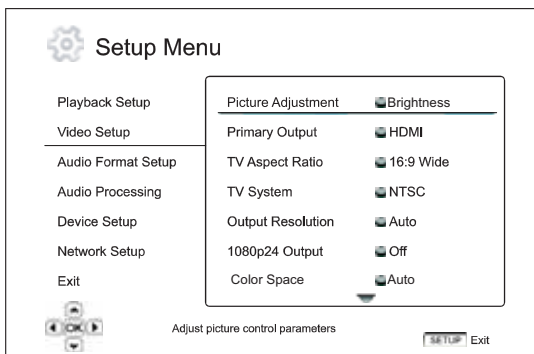 Setup Menu
Playback Setup
Video Setup
Audio Format Setup
Audio Processing
Device Setup
Network Setup
Exit
Picture Adjustment Brightness
Primary Output HDMI
TV Aspect Ratio 16:9 Wide
TV System NTSC
Output Resolution Auto
1080p24 Output Off
Color Space Auto
OK
Adjust picture control parameters
SETUP Exit